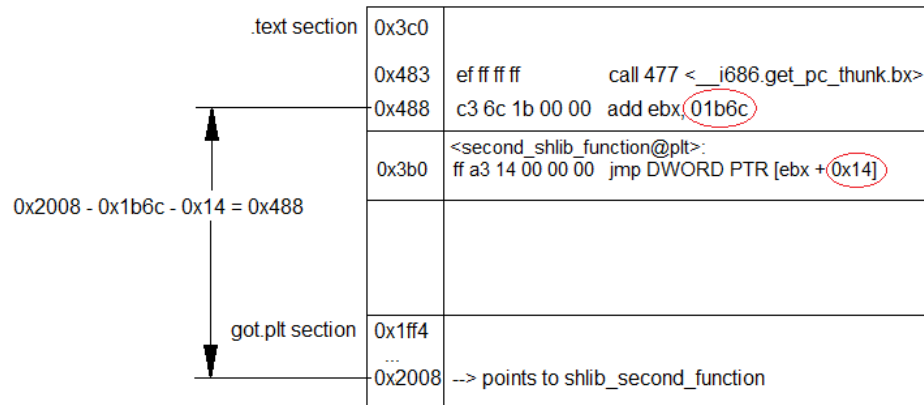 .text section 0x3c0
0x483 ef ff ff ff call 477 <__i686.get_pc_thunk.bx>
0x488 c3 6c 1b 00 00 add ebx, 01b6c
<second_shlib_function@plt>:
0x3b0 ff a3 14 00 00 00 jmp DWORD PTR [ebx + 0x14]
0x2008 - 0x1b6c - 0x14 = 0x488
got.plt section 0x1ff4
...
0x2008 --> points to shlib_second_function